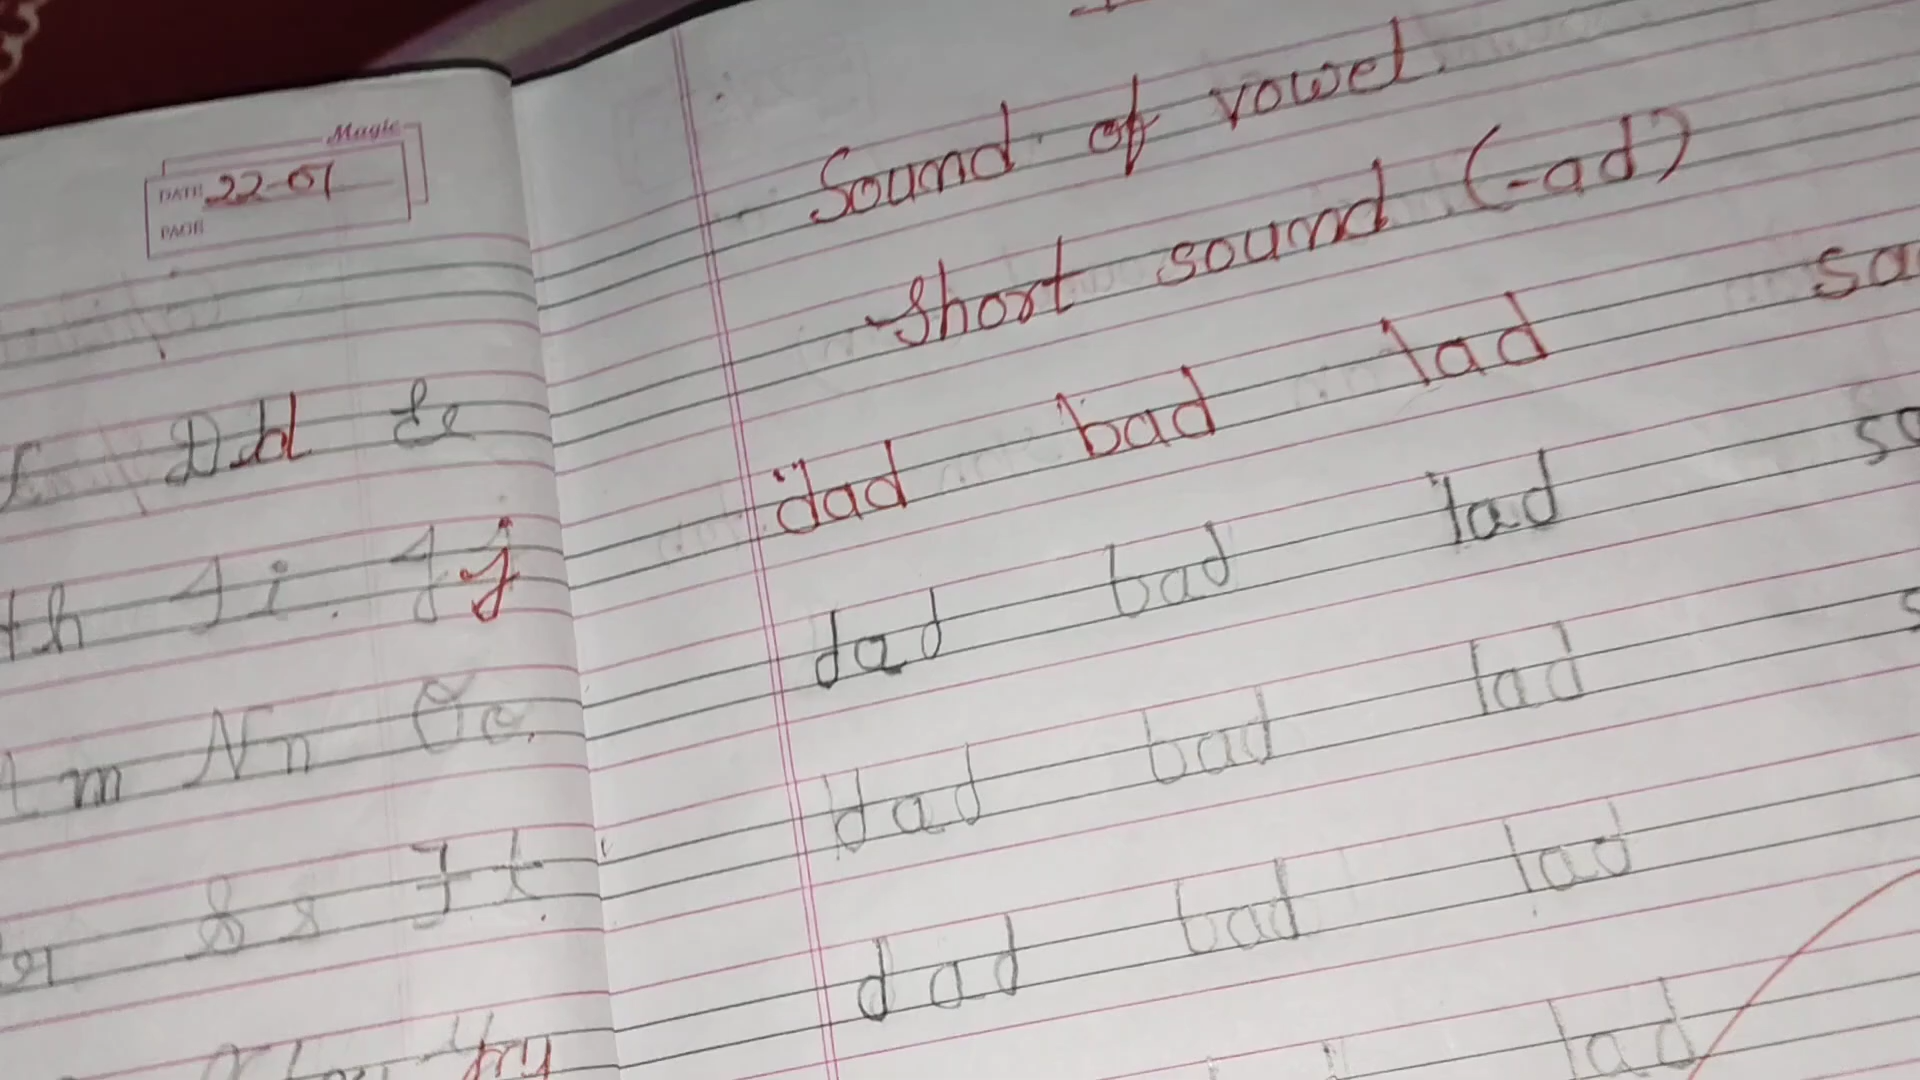 Magic
DATE 22-01
PAGE
Dd Ee
h I i J j
m Nn Oo
S s T t
Yy
Sound of vowel.
Short sound (-ad)
dad bad lad
dad bad lad
dad bad lad
dad bad lad
lad